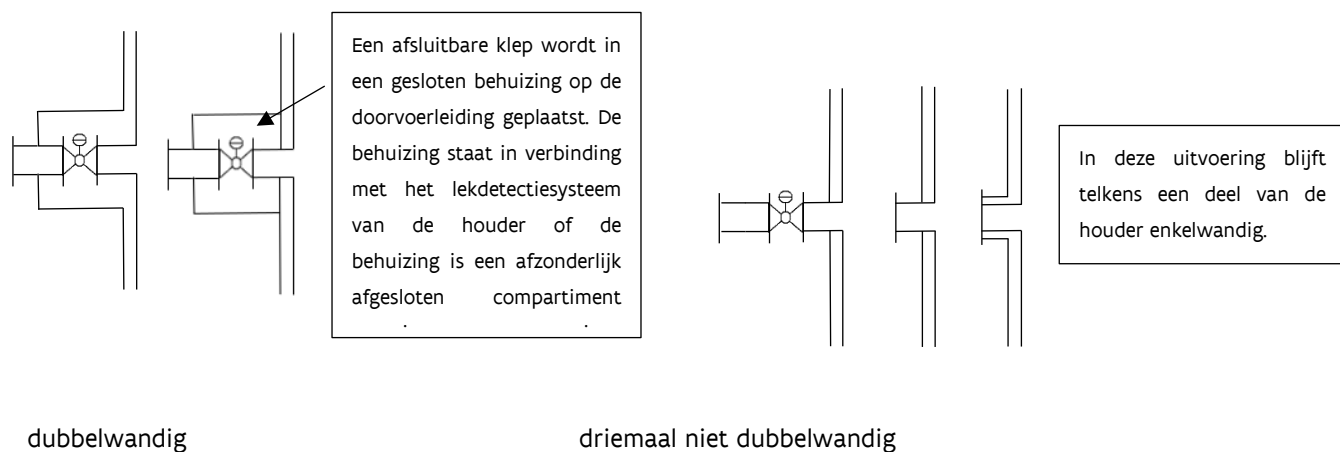 Een afsluitbare klep wordt in
een gesloten behuizing op de
doorvoerleiding geplaatst. De
behuizing staat in verbinding
met het lekdetectiesysteem
van de houder of de
behuizing is een afzonderlijk
afgesloten compartiment
In deze uitvoering blijft
telkens een deel van de
houder enkelwandig.
dubbelwandig
driemaal niet dubbelwandig